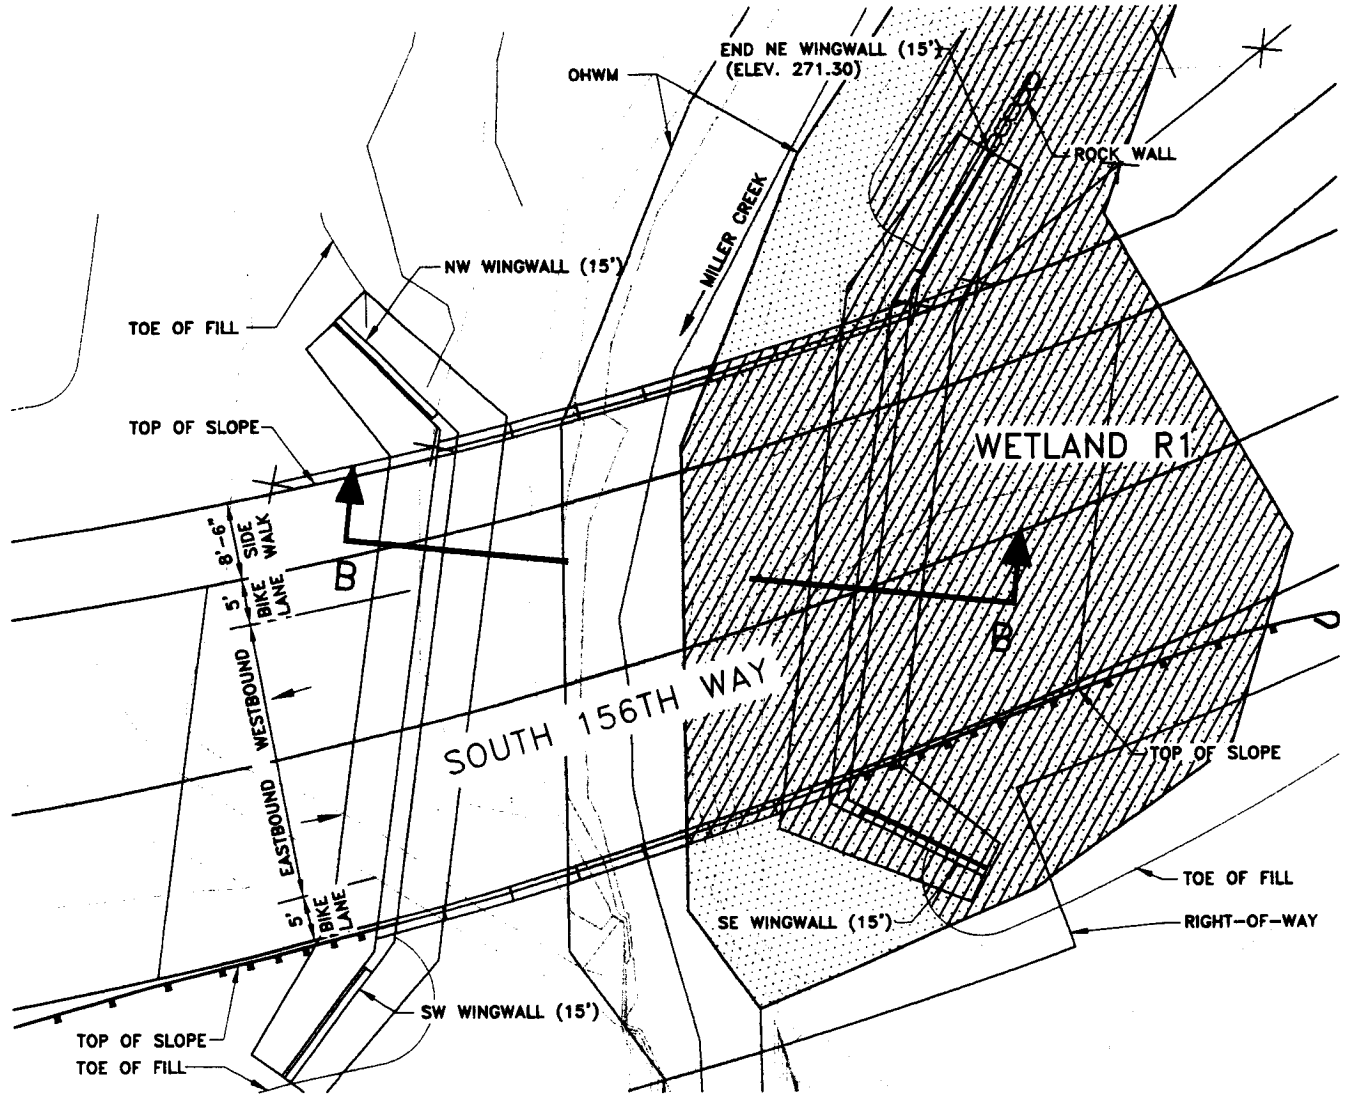 END NE WINGWALL (15')
(ELEV. 271.30)
OHWM
ROCK WALL
MILLER CREEK
NW WINGWALL (15')
TOE OF FILL
TOP OF SLOPE
WETLAND R1
8'-6"
SIDE
WALK
5'
BIKE
LANE
B
B
WESTBOUND
SOUTH 156TH WAY
EASTBOUND
TOP OF SLOPE
5'
BIKE
LANE
TOE OF FILL
SE WINGWALL (15')
RIGHT-OF-WAY
SW WINGWALL (15')
TOP OF SLOPE
TOE OF FILL